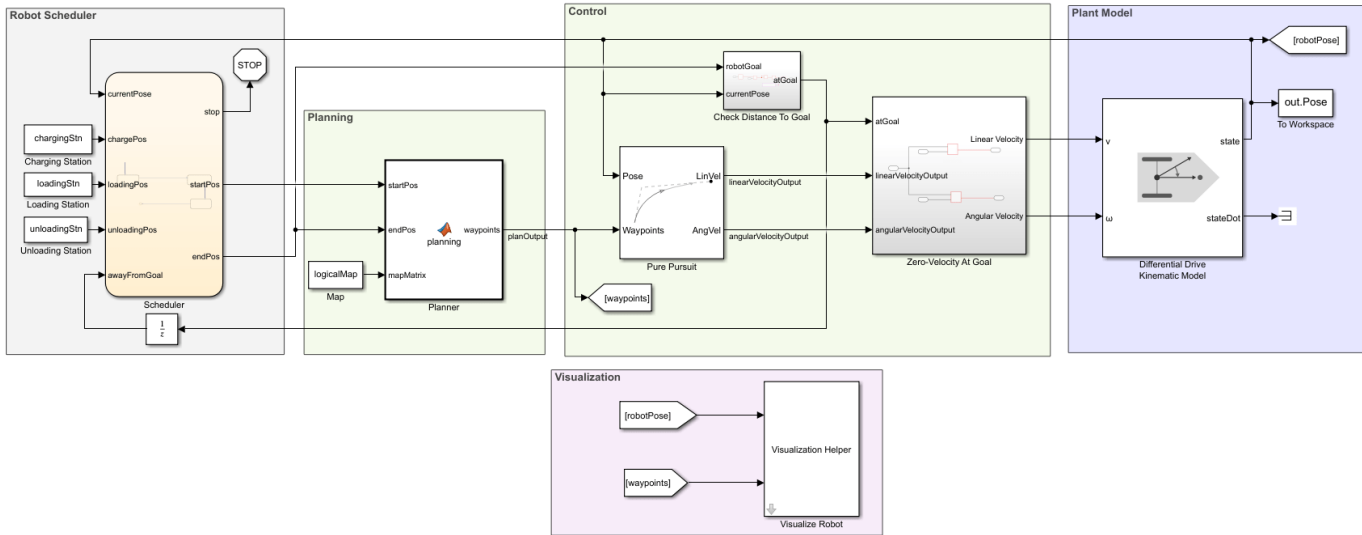 Robot Scheduler
currentPose
chargePos
loadingPos
unloadingPos
awayFromGoal
stop
startPos
endPos
Scheduler
STOP
chargingStn
Charging Station
loadingStn
Loading Station
unloadingStn
Unloading Station
1
z
Planning
startPos
endPos
mapMatrix
planning
waypoints
Planner
logicalMap
Map
planOutput
Control
robotGoal
currentPose
atGoal
Check Distance To Goal
Pose
Waypoints
LinVel
AngVel
Pure Pursuit
linearVelocityOutput
angularVelocityOutput
[waypoints]
atGoal
linearVelocityOutput
angularVelocityOutput
Linear Velocity
Angular Velocity
Zero-Velocity At Goal
Plant Model
[robotPose]
out.Pose
To Workspace
v
ω
state
stateDot
Differential Drive
Kinematic Model
Visualization
[robotPose]
[waypoints]
Visualization Helper
Visualize Robot